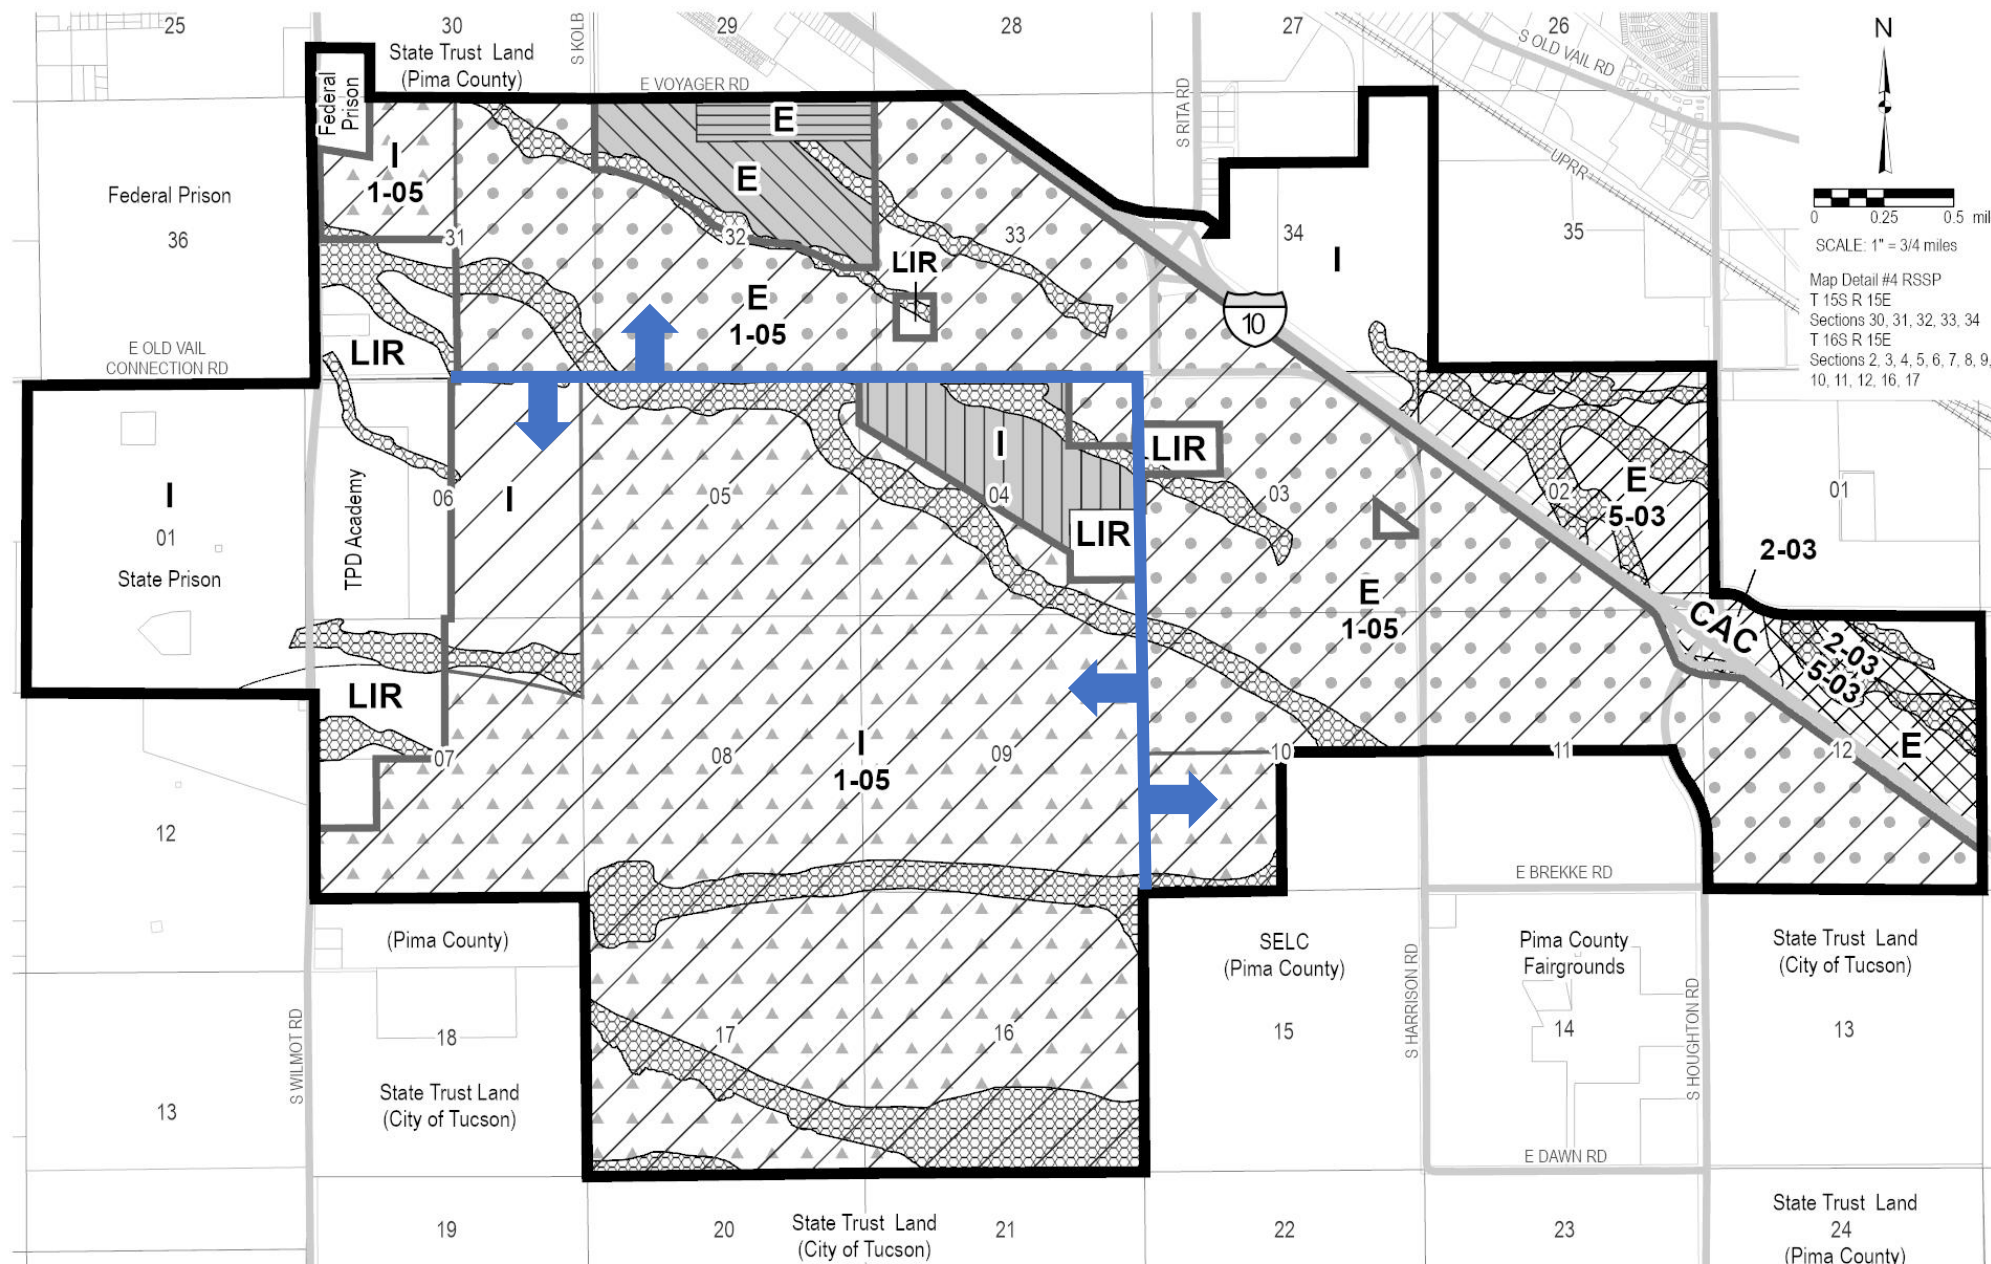 25
30
29
28
27
26
N
State Trust Land
(Pima County)
S KOLB
E VOYAGER RD
S RITA RD
S OLD VAIL RD
UPRR
0 0.25 0.5 mil
SCALE: 1" = 3/4 miles
Map Detail #4 RSSP
T 15S R 15E
Sections 30, 31, 32, 33, 34
T 16S R 15E
Sections 2, 3, 4, 5, 6, 7, 8, 9,
10, 11, 12, 16, 17
Federal
Prison
I
1-05
E
E
Federal Prison
36
31
32
33
34
35
I
LIR
E
1-05
10
E OLD VAIL
CONNECTION RD
LIR
I
01
State Prison
TPD Academy
06
I
05
I
04
LIR
LIR
03
E
1-05
02
E
5-03
01
2-03
CAC
2-03
5-03
E
12
LIR
07
08
I
1-05
09
10
11
12
E BREKKE RD
(Pima County)
SELC
(Pima County)
Pima County
Fairgrounds
State Trust Land
(City of Tucson)
S WILMOT RD
18
State Trust Land
(City of Tucson)
17
16
15
S HARRISON RD
14
S HOUGHTON RD
13
13
E DAWN RD
19
20
State Trust Land
(City of Tucson)
21
22
23
State Trust Land
24
(Pima County)